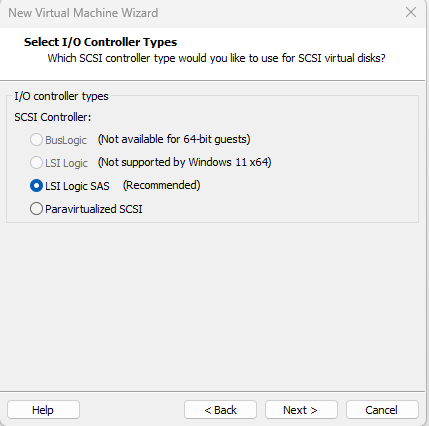 New Virtual Machine Wizard
Select I/O Controller Types
Which SCSI controller type would you like to use for SCSI virtual disks?
I/O controller types
SCSI Controller:
BusLogic (Not available for 64-bit guests)
LSI Logic (Not supported by Windows 11 x64)
LSI Logic SAS (Recommended)
Paravirtualized SCSI
Help < Back Next > Cancel